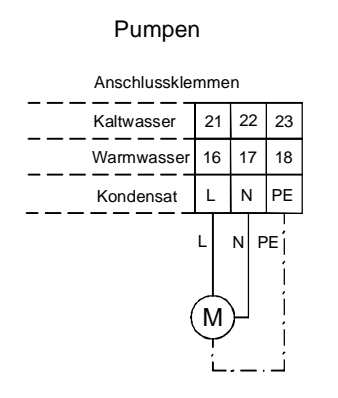 Pumpen
Anschlussklemmen
Kaltwasser 21 22 23
Warmwasser 16 17 18
Kondensat L N PE
L N PE
M